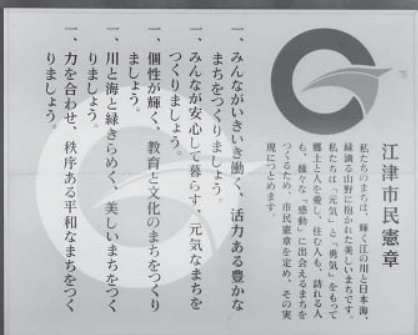 江津市民憲章
私たちのまちは、輝く江の川と日本海、
緑満る山野に抱かれた美しいまちです。
私たちは「元気」と「勇気」をもって
郷土と人を愛し、住む人も、訪れる人
も、様々な「感動」に出会えるまちを
つくるため、市民憲章を定め、その実
現につとめます。
一、みんながいきいき働く、活力ある豊かな
まちをつくりましょう。
一、みんなが安心して暮らす、元気なまちを
つくりましょう。
一、個性が輝く、教育と文化のまちをつくり
ましょう。
一、川と海と緑きらめく、美しいまちをつく
りましょう。
一、力を合わせ、秩序ある平和なまちをつく
りましょう。